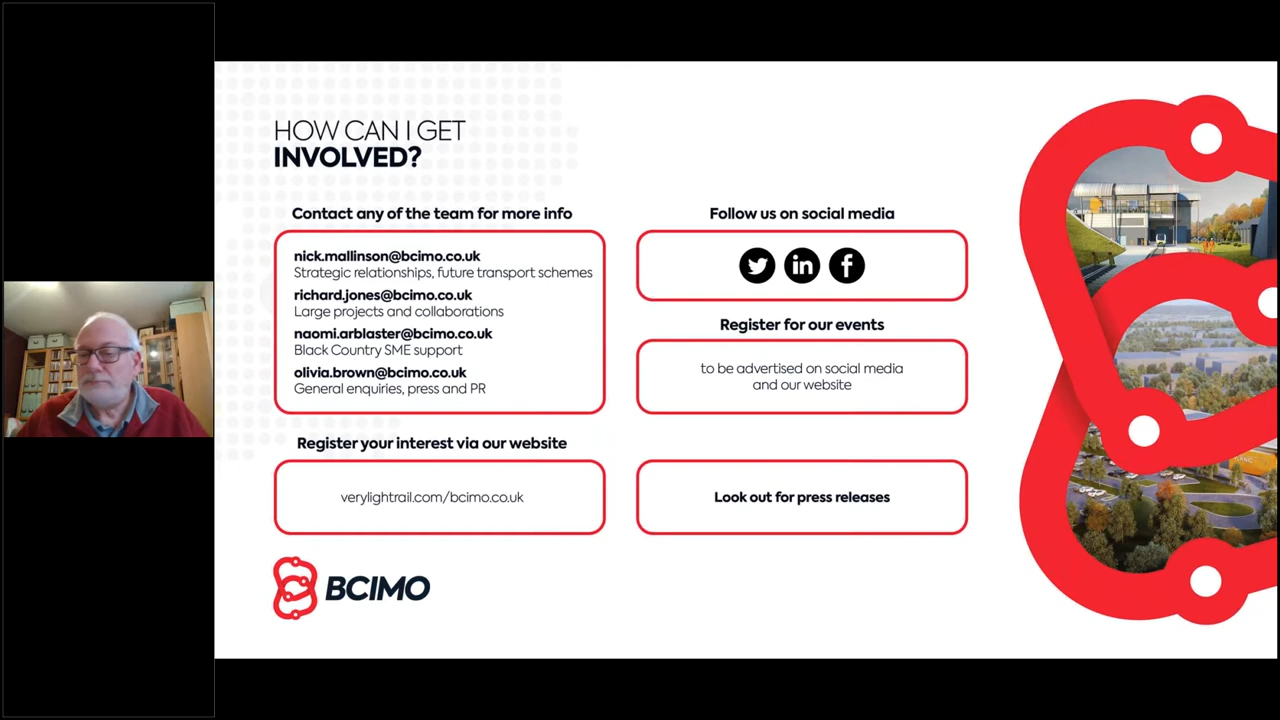 HOW CAN I GET
INVOLVED?
Contact any of the team for more info
nick.mallinson@bcimo.co.uk
Strategic relationships, future transport schemes
richard.jones@bcimo.co.uk
Large projects and collaborations
naomi.arblaster@bcimo.co.uk
Black Country SME support
olivia.brown@bcimo.co.uk
General enquiries, press and PR
Register your interest via our website
verylightrail.com/bcimo.co.uk
Follow us on social media
Register for our events
to be advertised on social media
and our website
Look out for press releases
BCIMO